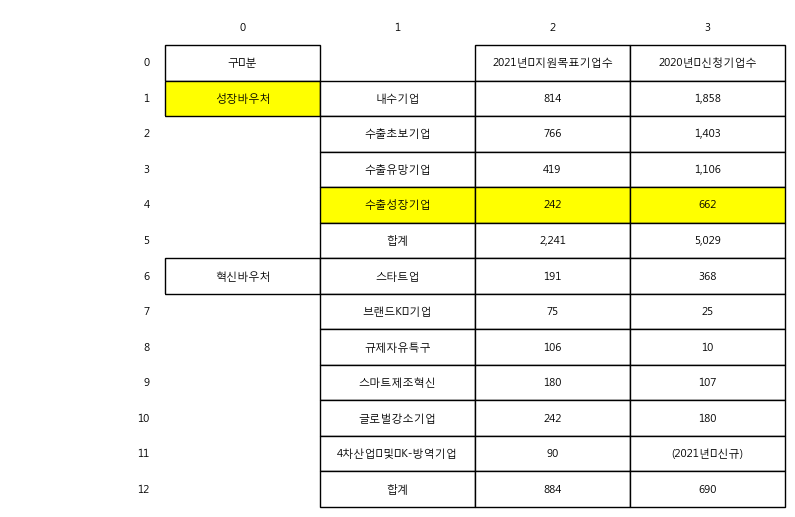 0 1 2 3
0 구 분 2021년 지원목표기업수 2020년 신청기업수
1 성장바우처 내수기업 814 1,858
2 수출초보기업 766 1,403
3 수출유망기업 419 1,106
4 수출성장기업 242 662
5 합계 2,241 5,029
6 혁신바우처 스타트업 191 368
7 브랜드K 기업 75 25
8 규제자유특구 106 10
9 스마트제조혁신 180 107
10 글로벌강소기업 242 180
11 4차산업 및 K-방역기업 90 (2021년 신규)
12 합계 884 690